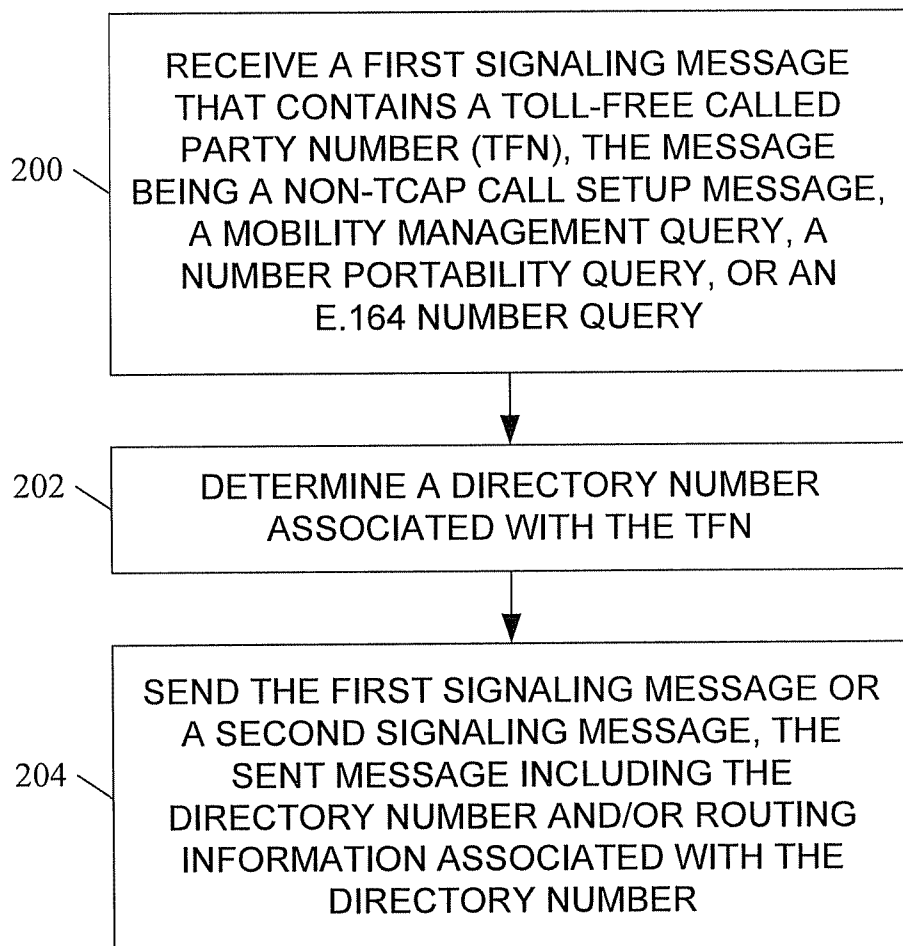 RECEIVE A FIRST SIGNALING MESSAGE
THAT CONTAINS A TOLL-FREE CALLED
PARTY NUMBER (TFN), THE MESSAGE
BEING A NON-TCAP CALL SETUP MESSAGE,
A MOBILITY MANAGEMENT QUERY, A
NUMBER PORTABILITY QUERY, OR AN
E.164 NUMBER QUERY
200
DETERMINE A DIRECTORY NUMBER
ASSOCIATED WITH THE TFN
202
SEND THE FIRST SIGNALING MESSAGE OR
A SECOND SIGNALING MESSAGE, THE
SENT MESSAGE INCLUDING THE
DIRECTORY NUMBER AND/OR ROUTING
INFORMATION ASSOCIATED WITH THE
DIRECTORY NUMBER
204